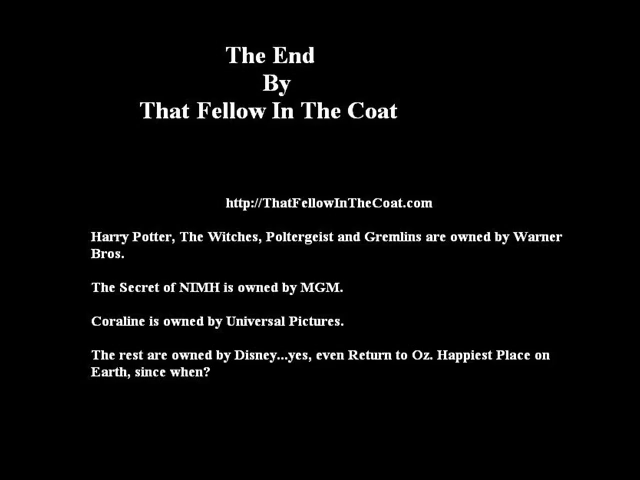 The End
By
That Fellow In The Coat
http://ThatFellowInTheCoat.com
Harry Potter, The Witches, Poltergeist and Gremlins are owned by Warner
Bros.
The Secret of NIMH is owned by MGM.
Coraline is owned by Universal Pictures.
The rest are owned by Disney...yes, even Return to Oz. Happiest Place on
Earth, since when?